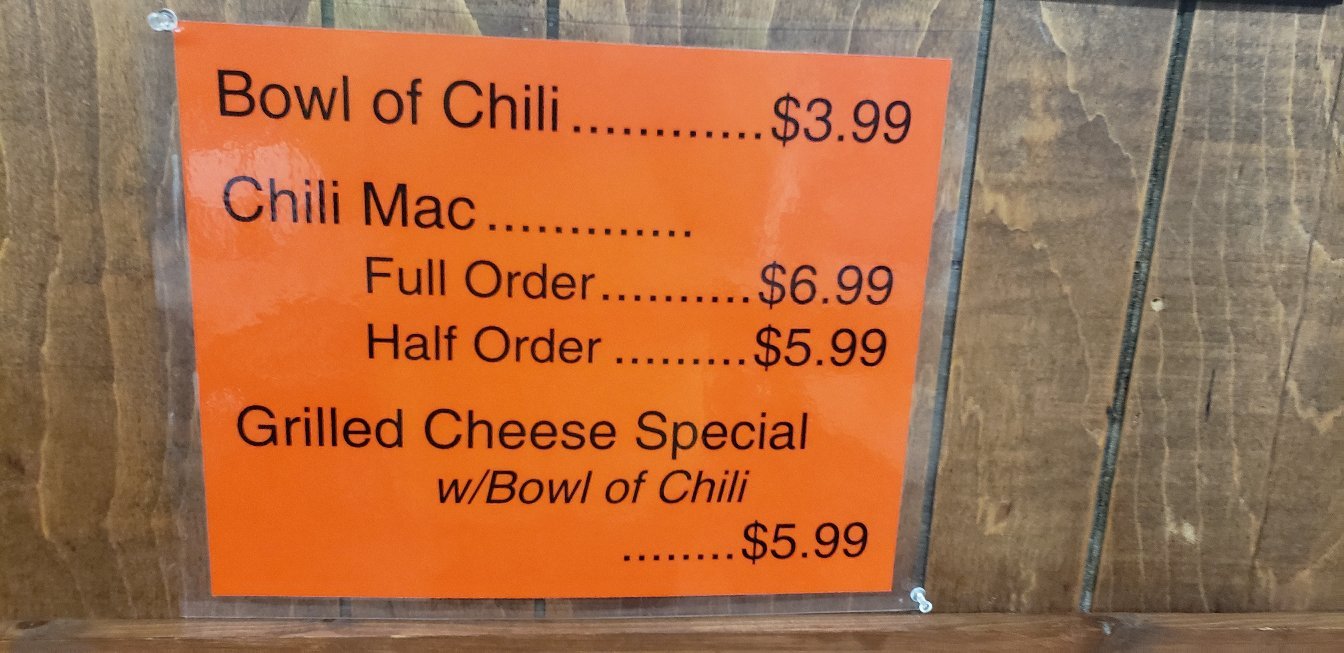 Bowl of Chili ............$3.99
Chili Mac .............
Full Order..........$6.99
Half Order .........$5.99
Grilled Cheese Special
w/Bowl of Chili
........$5.99